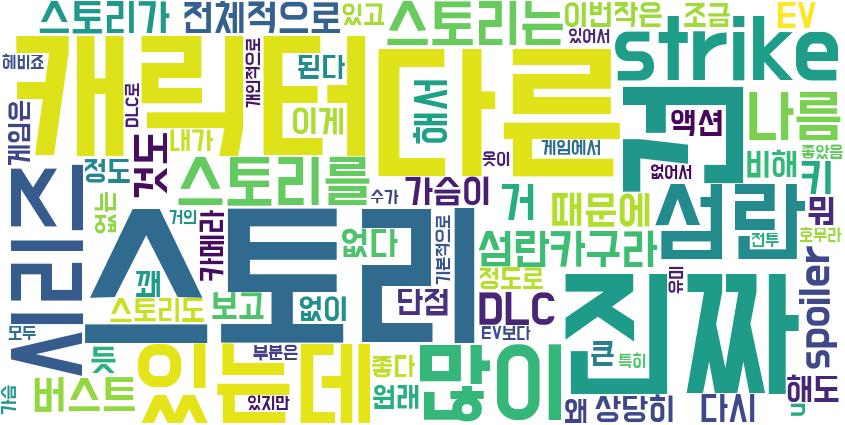 스토리가 전체적으로 있고 스토리는 이번작은 조금 EV
헤비죠 캐릭터 다른 있어서 strike
DLC로 개인적으로 된다 이게 해서 꺼 액션 나름
게임은 내가 게임에서 좋았음
정도 것도 스토리를 옷이 없어서 비해 키
시리즈 수가 가슴이 거 때문에 섬란 뭐
없는 스토리 거인 카메라 없다 기본적으로 섬란카구라 전투 호무라
꽤 정도로 유미 진짜 spoiler
스토리도 보고 없이 단점 DLC
모두 EV보다
듯 부분은 좋다 많이 큰 특히
버스트 있는데 원래 해도
가슴 있지만 왜 상당히 다시 u